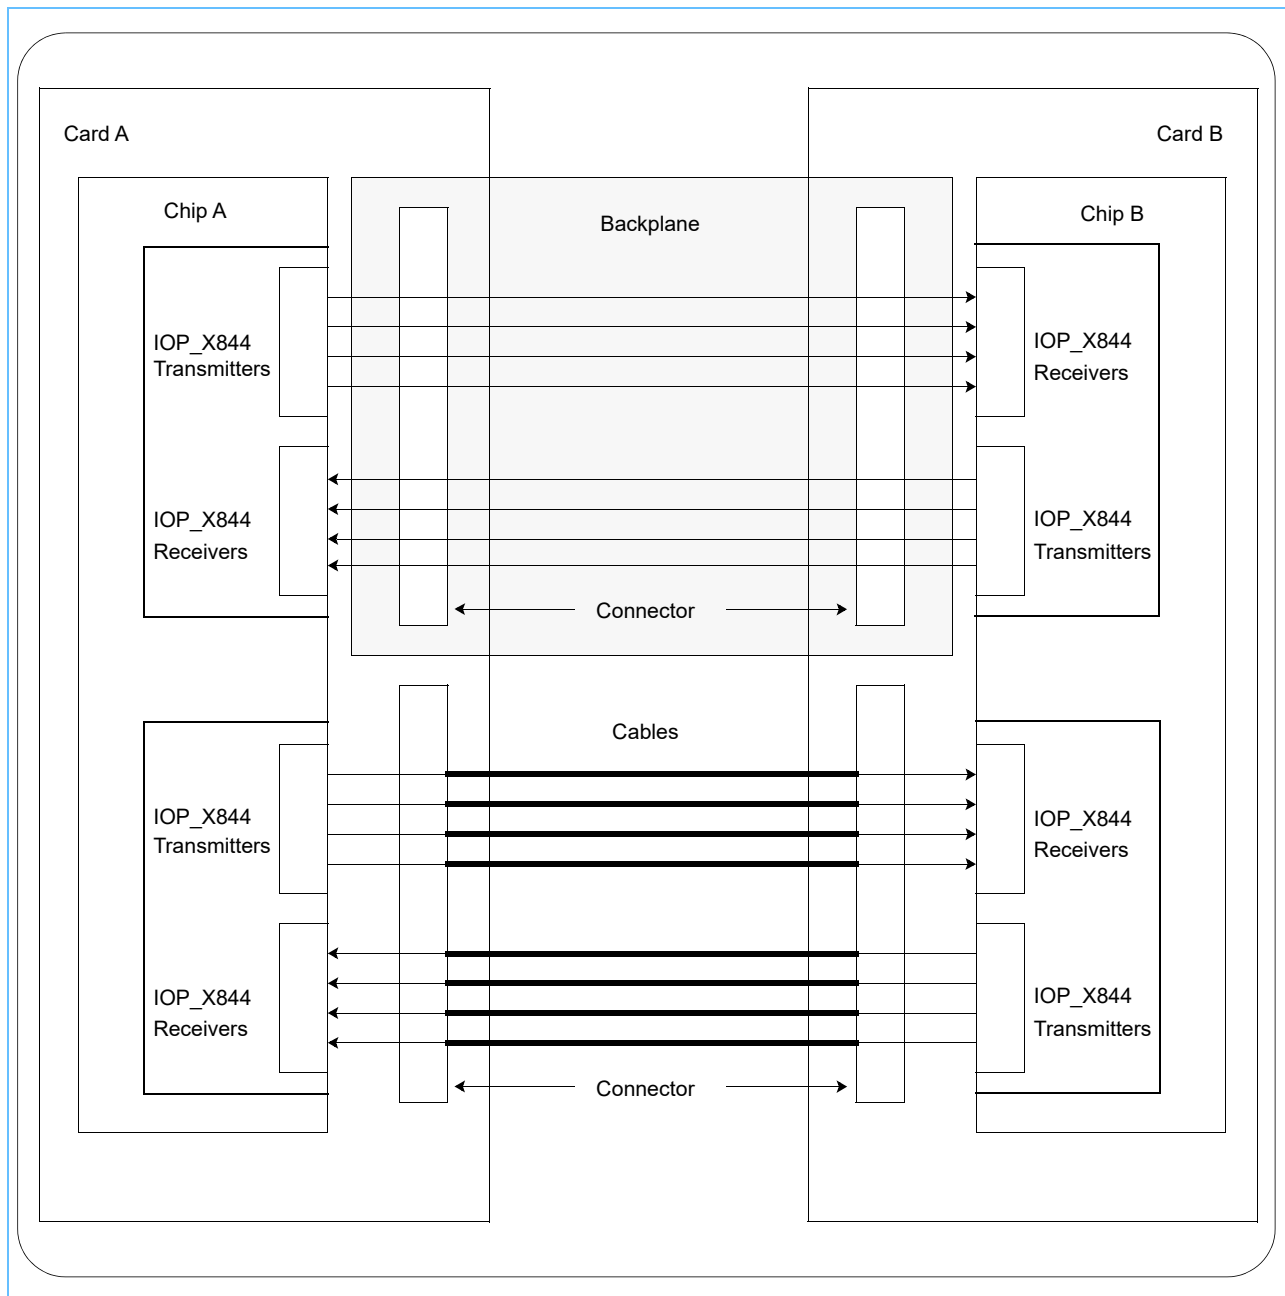 Card A
Card B
Chip A
Backplane
Chip B
IOP_X844
Transmitters
IOP_X844
Receivers
IOP_X844
Receivers
IOP_X844
Transmitters
Connector
Cables
IOP_X844
Transmitters
IOP_X844
Receivers
IOP_X844
Receivers
IOP_X844
Transmitters
Connector